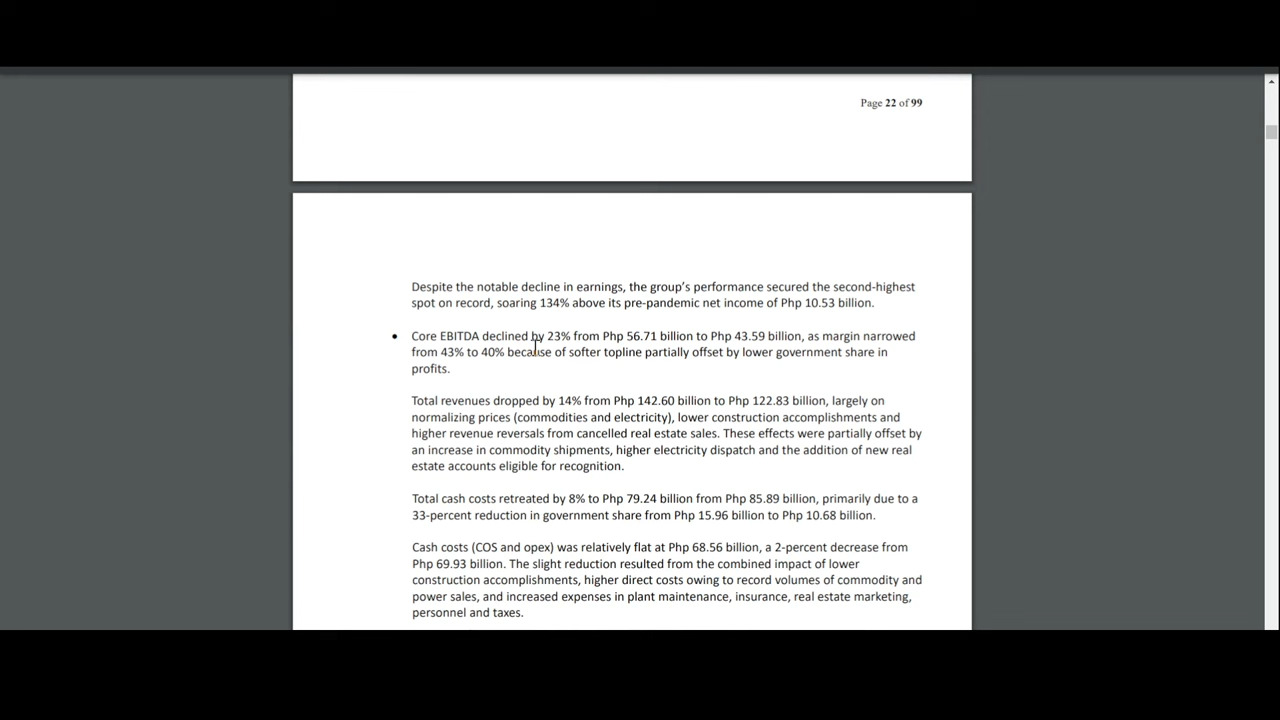 Page 22 of 99
Despite the notable decline in earnings, the group's performance secured the second-highest
spot on record, soaring 134% above its pre-pandemic net income of Php 10.53 billion.
• Core EBITDA declined by 23% from Php 56.71 billion to Php 43.59 billion, as margin narrowed
from 43% to 40% because of softer topline partially offset by lower government share in
profits.
Total revenues dropped by 14% from Php 142.60 billion to Php 122.83 billion, largely on
normalizing prices (commodities and electricity), lower construction accomplishments and
higher revenue reversals from cancelled real estate sales. These effects were partially offset by
an increase in commodity shipments, higher electricity dispatch and the addition of new real
estate accounts eligible for recognition.
Total cash costs retreated by 8% to Php 79.24 billion from Php 85.89 billion, primarily due to a
33-percent reduction in government share from Php 15.96 billion to Php 10.68 billion.
Cash costs (COS and opex) was relatively flat at Php 68.56 billion, a 2-percent decrease from
Php 69.93 billion. The slight reduction resulted from the combined impact of lower
construction accomplishments, higher direct costs owing to record volumes of commodity and
power sales, and increased expenses in plant maintenance, insurance, real estate marketing,
personnel and taxes.